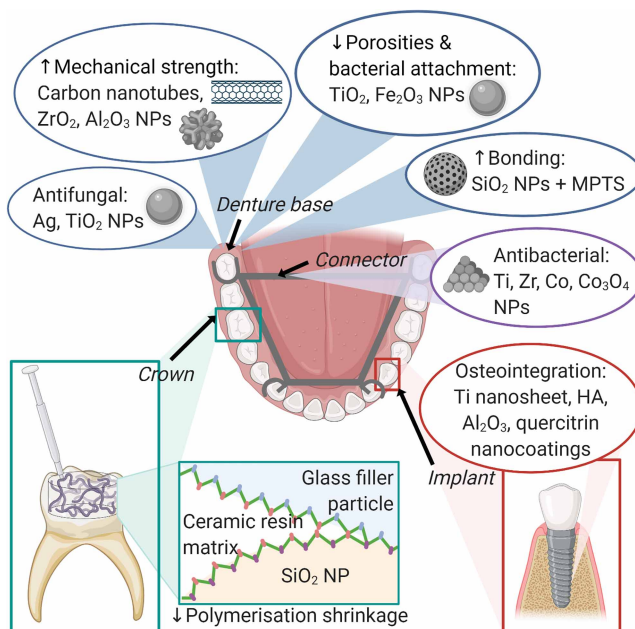 ↑Mechanical strength:
Carbon nanotubes,
ZrO₂, Al₂O₃ NPs
↓Porosities &
bacterial attachment:
TiO₂, Fe₂O₃ NPs
↑Bonding:
SiO₂ NPs + MPTS
Antifungal:
Ag, TiO₂ NPs
Denture base
Connector
Antibacterial:
Ti, Zr, Co, Co₃O₄
NPs
Crown
Osteointegration:
Ti nanosheet, HA,
Al₂O₃, quercitrin
nanocoatings
Implant
Glass filler
particle
Ceramic resin
matrix
SiO₂ NP
↓Polymerisation shrinkage